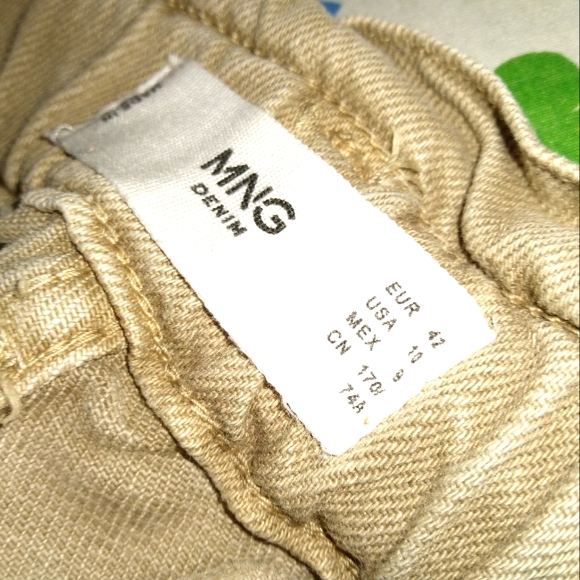 MNG
DENIM
EUR 42
USA 10
MEX 9
CN 170/
74A